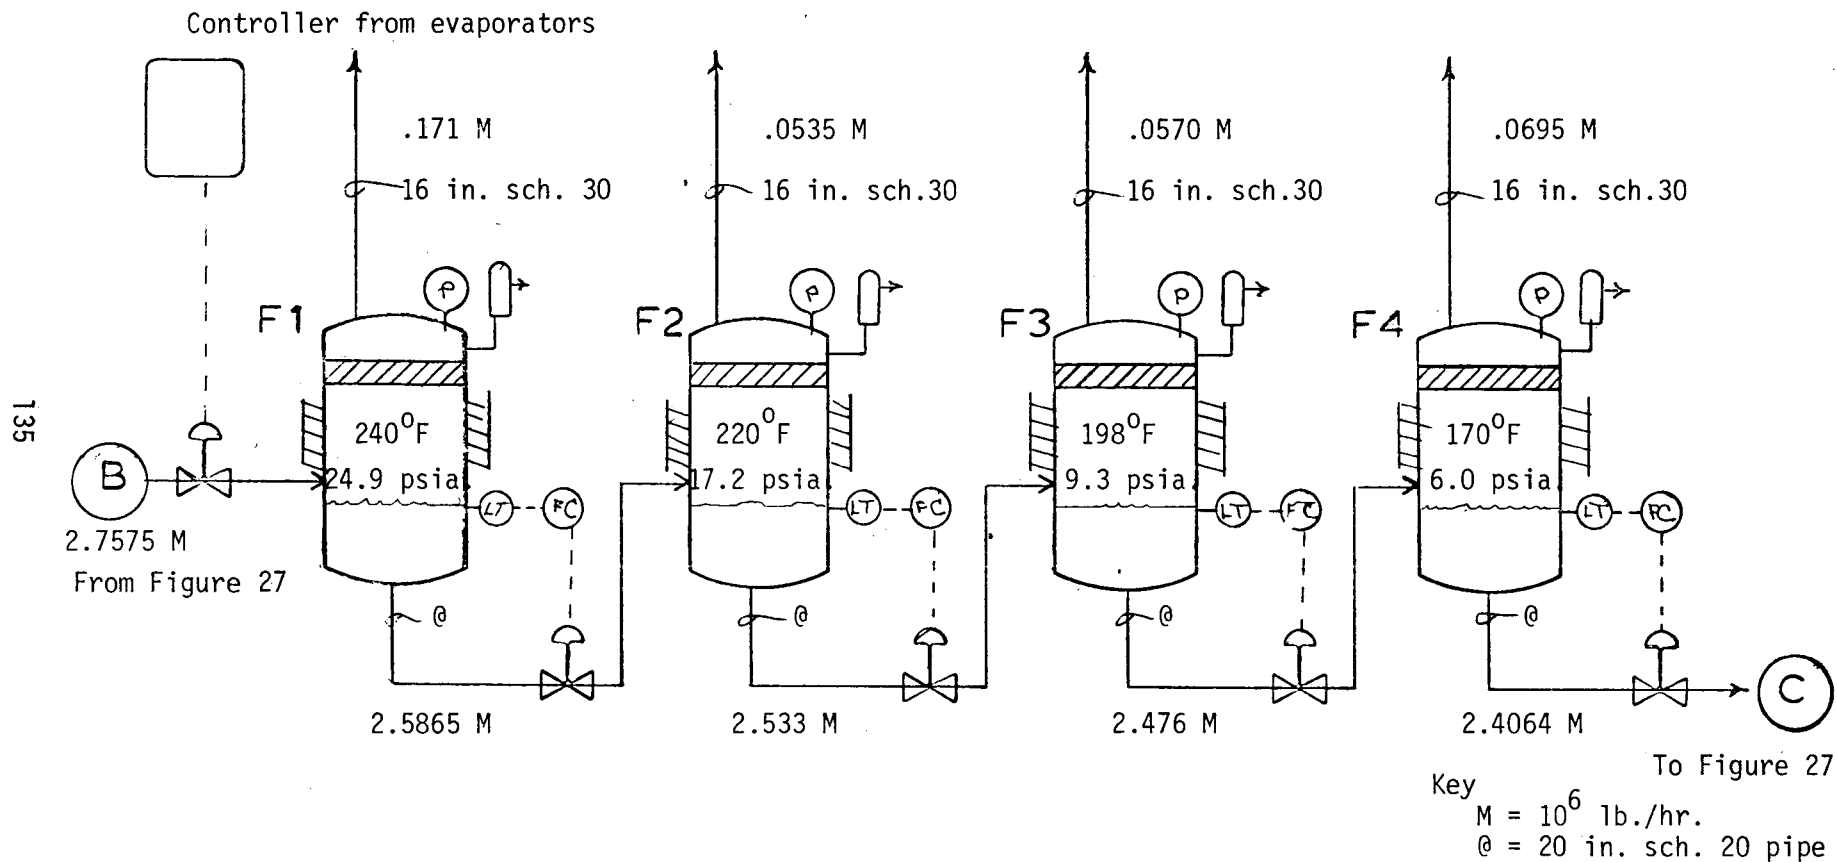 Controller from evaporators
.171 M
.0535 M
.0570 M
.0695 M
16 in. sch. 30
16 in. sch.30
16 in. sch.30
16 in. sch.30
P
P
P
P
F1
F2
F3
F4
240°F
220°F
198°F
170°F
24.9 psia
17.2 psia
9.3 psia
6.0 psia
B
LT
FC
LT
FC
LT
FC
LT
FC
2.7575 M
From Figure 27
@
@
@
@
2.5865 M
2.533 M
2.476 M
2.4064 M
C
To Figure 27
Key
M = 10⁶ lb./hr.
@ = 20 in. sch. 20 pipe
135